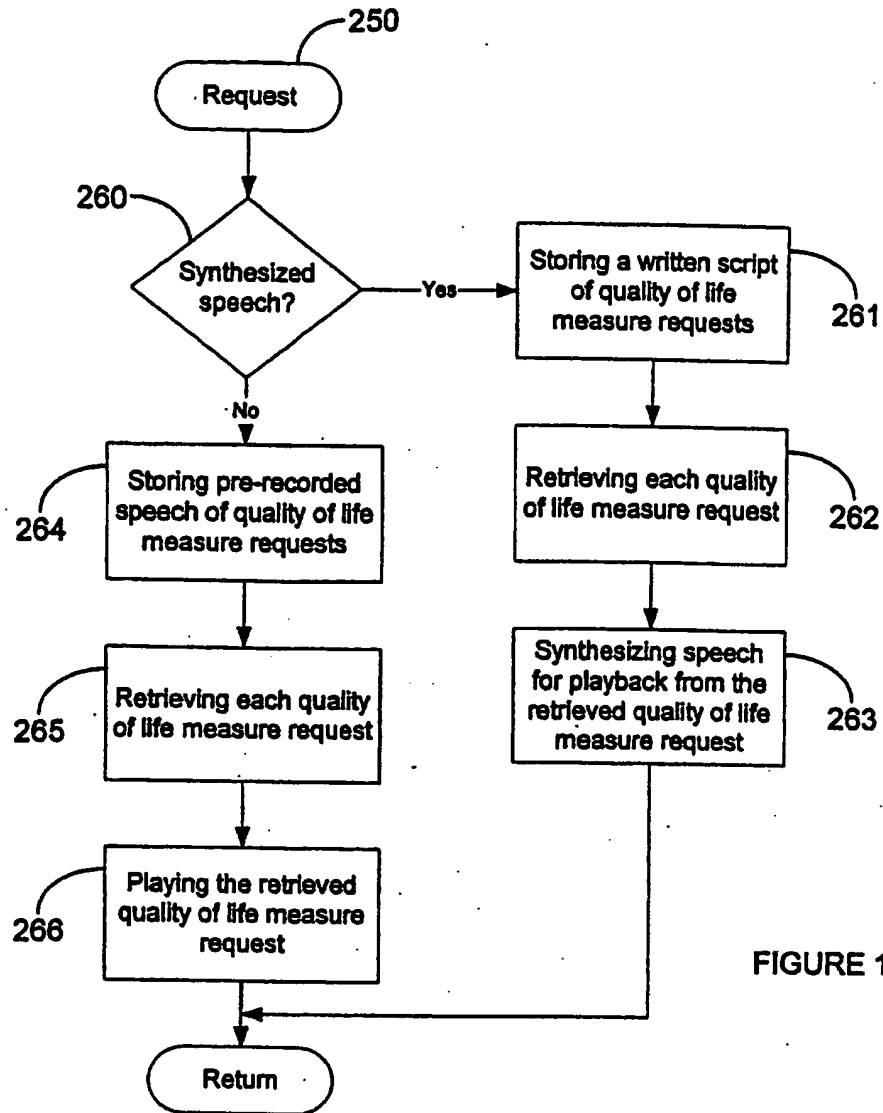 250
Request
260
Synthesized
speech?
Yes
Storing a written script
of quality of life
measure requests
261
No
Storing pre-recorded
speech of quality of life
measure requests
264
Retrieving each quality
of life measure request
262
Retrieving each quality
of life measure request
265
Synthesizing speech
for playback from the
retrieved quality of life
measure request
263
Playing the retrieved
quality of life measure
request
266
FIGURE 1
Return